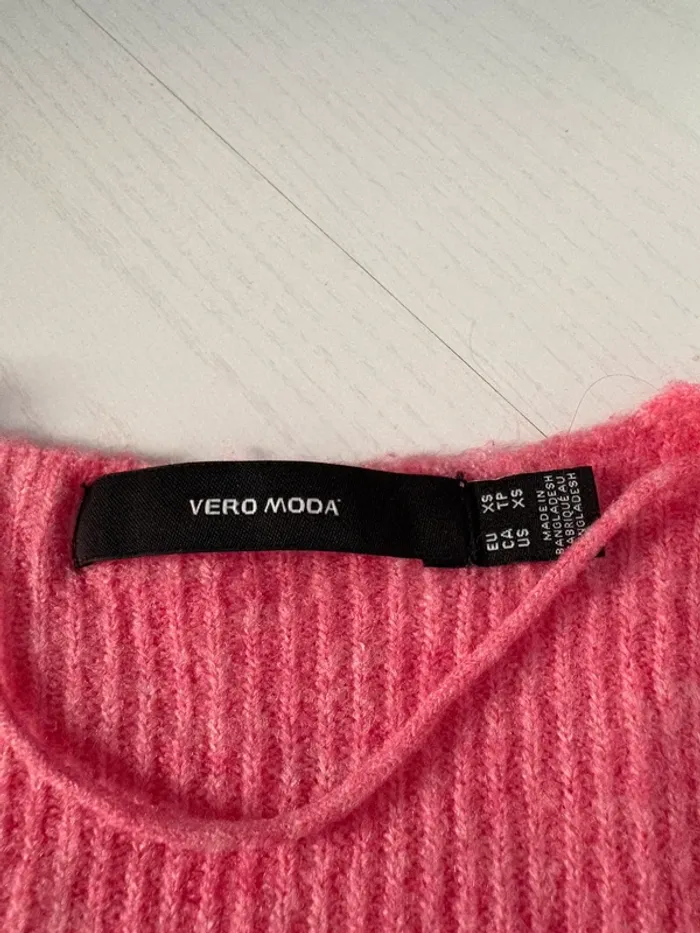 VERO MODA
EU XS
CA TP
US XS
MADE IN
BANGLADESH
FABRIQUÉ AU
BANGLADESH